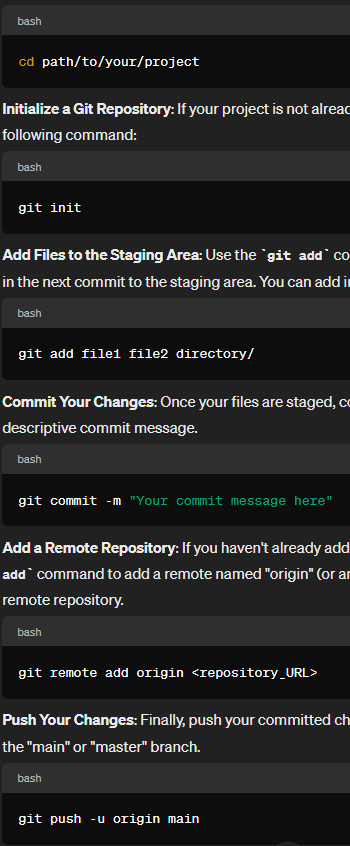 bash
cd path/to/your/project
Initialize a Git Repository: If your project is not
following command:
bash
git init
Add Files to the Staging Area: Use the `git add`
in the next commit to the staging area. You can add
bash
git add file1 file2 directory/
Commit Your Changes: Once your files are staged,
descriptive commit message.
bash
git commit -m "Your commit message here"
Add a Remote Repository: If you haven't already add
add` command to add a remote named "origin" (or
remote repository.
bash
git remote add origin <repository_URL>
Push Your Changes: Finally, push your committed
the "main" or "master" branch.
bash
git push -u origin main